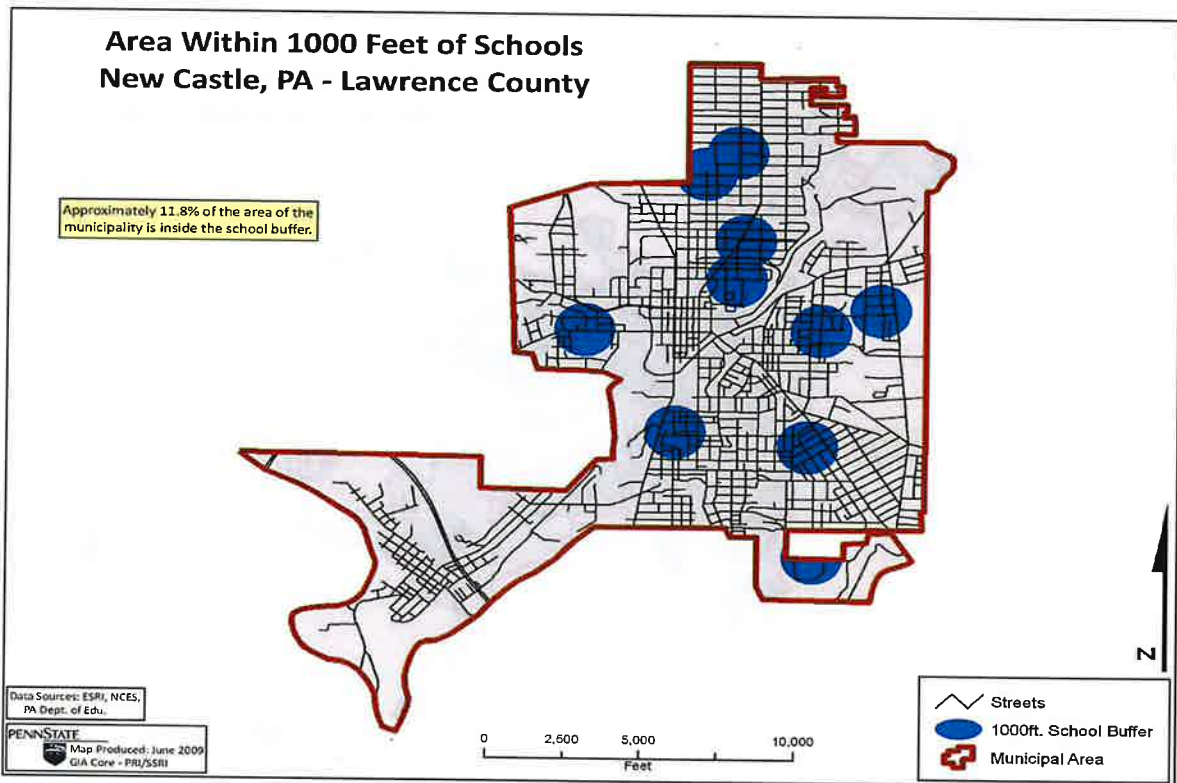 Area Within 1000 Feet of Schools
New Castle, PA - Lawrence County
Approximately 11.8% of the area of the
municipality is inside the school buffer.
Data Sources: ESRI, NCES,
PA Dept. of Edu.
PENNSTATE
Map Produced: June 2009
GIA Core - PRI/SSRI
0 2,500 5,000 10,000
Feet
N
Streets
1000ft. School Buffer
Municipal Area